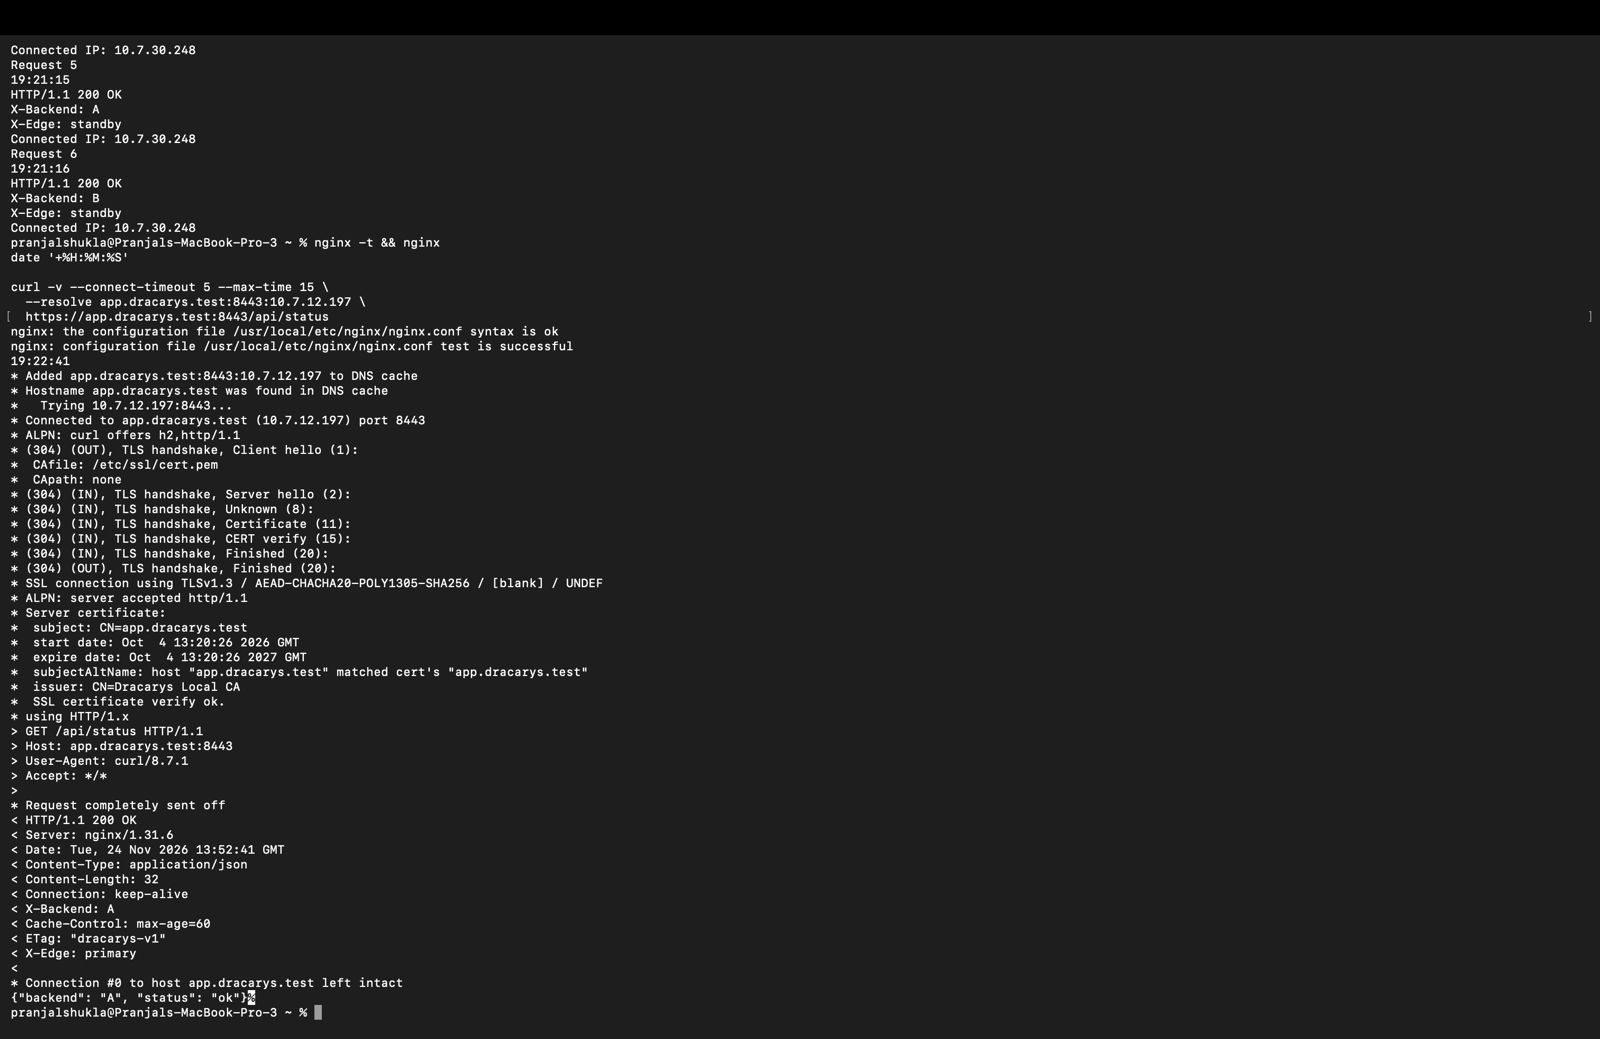 Connected IP: 10.7.30.248
Request 5
19:21:15
HTTP/1.1 200 OK
X-Backend: A
X-Edge: standby
Connected IP: 10.7.30.248
Request 6
19:21:16
HTTP/1.1 200 OK
X-Backend: B
X-Edge: standby
Connected IP: 10.7.30.248
pranjalshukla@Pranjals-MacBook-Pro-3 ~ % nginx -t && nginx
date '+%H:%M:%S'
curl -v --connect-timeout 5 --max-time 15 \
  --resolve app.dracarys.test:8443:10.7.12.197 \
[  https://app.dracarys.test:8443/api/status ]
nginx: the configuration file /usr/local/etc/nginx/nginx.conf syntax is ok
nginx: configuration file /usr/local/etc/nginx/nginx.conf test is successful
19:22:41
* Added app.dracarys.test:8443:10.7.12.197 to DNS cache
* Hostname app.dracarys.test was found in DNS cache
*   Trying 10.7.12.197:8443...
* Connected to app.dracarys.test (10.7.12.197) port 8443
* ALPN: curl offers h2,http/1.1
* (304) (OUT), TLS handshake, Client hello (1):
*  CAfile: /etc/ssl/cert.pem
*  CApath: none
* (304) (IN), TLS handshake, Server hello (2):
* (304) (IN), TLS handshake, Unknown (8):
* (304) (IN), TLS handshake, Certificate (11):
* (304) (IN), TLS handshake, CERT verify (15):
* (304) (IN), TLS handshake, Finished (20):
* (304) (OUT), TLS handshake, Finished (20):
* SSL connection using TLSv1.3 / AEAD-CHACHA20-POLY1305-SHA256 / [blank] / UNDEF
* ALPN: server accepted http/1.1
* Server certificate:
*  subject: CN=app.dracarys.test
*  start date: Oct  4 13:20:26 2026 GMT
*  expire date: Oct  4 13:20:26 2027 GMT
*  subjectAltName: host "app.dracarys.test" matched cert's "app.dracarys.test"
*  issuer: CN=Dracarys Local CA
*  SSL certificate verify ok.
* using HTTP/1.x
> GET /api/status HTTP/1.1
> Host: app.dracarys.test:8443
> User-Agent: curl/8.7.1
> Accept: */*
>
* Request completely sent off
< HTTP/1.1 200 OK
< Server: nginx/1.31.6
< Date: Tue, 24 Nov 2026 13:52:41 GMT
< Content-Type: application/json
< Content-Length: 32
< Connection: keep-alive
< X-Backend: A
< Cache-Control: max-age=60
< ETag: "dracarys-v1"
< X-Edge: primary
<
* Connection #0 to host app.dracarys.test left intact
{"backend": "A", "status": "ok"}%
pranjalshukla@Pranjals-MacBook-Pro-3 ~ %